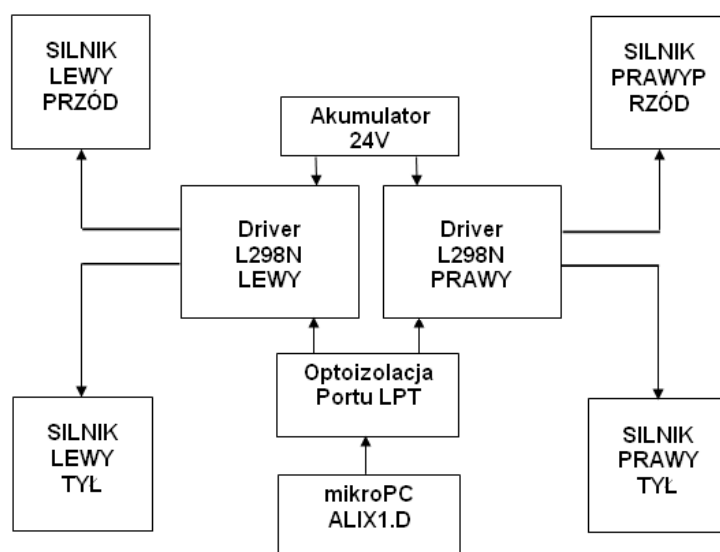 SILNIK
LEWY
PRZÓD
SILNIK
PRAWYP
RZÓD
Akumulator
24V
Driver
L298N
LEWY
Driver
L298N
PRAWY
Optoizolacja
Portu LPT
SILNIK
LEWY
TYŁ
SILNIK
PRAWY
TYŁ
mikroPC
ALIX1.D